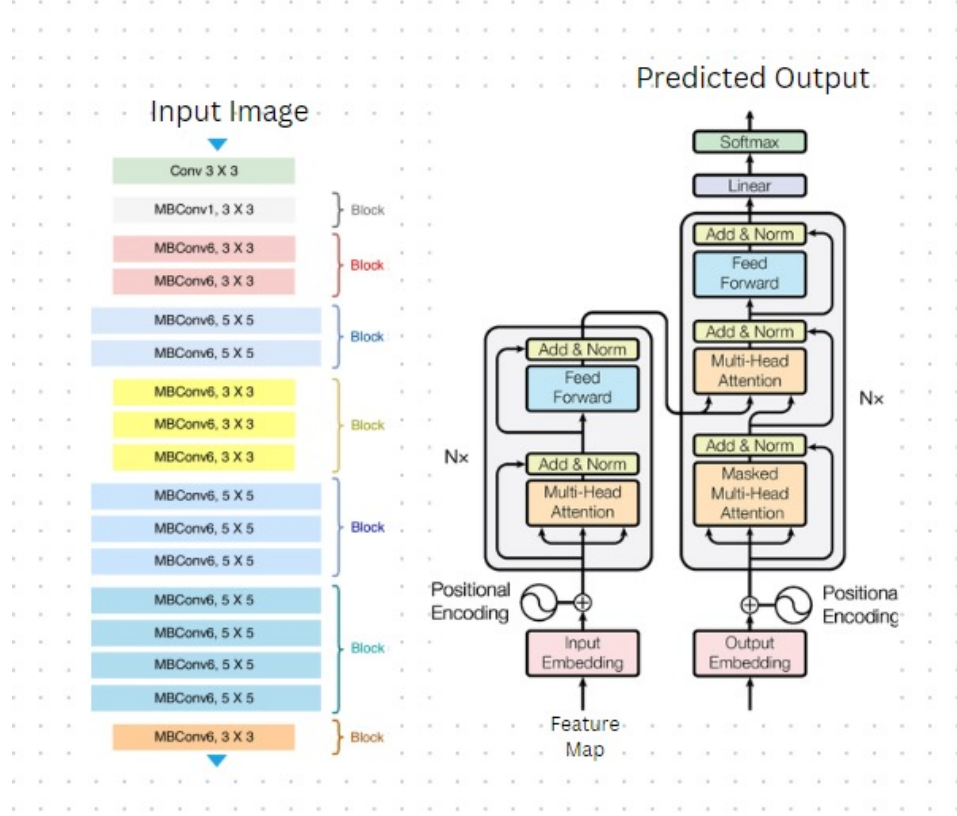 Input Image
Conv 3 X 3
MBConv1, 3 X 3
Block
MBConv6, 3 X 3
MBConv6, 3 X 3
Block
MBConv6, 5 X 5
MBConv6, 5 X 5
Block
MBConv6, 3 X 3
MBConv6, 3 X 3
MBConv6, 3 X 3
Block
MBConv6, 5 X 5
MBConv6, 5 X 5
MBConv6, 5 X 5
Block
MBConv6, 5 X 5
MBConv6, 5 X 5
MBConv6, 5 X 5
MBConv6, 5 X 5
Block
MBConv6, 3 X 3
Block
Predicted Output
Softmax
Linear
Add & Norm
Feed
Forward
Add & Norm
Multi-Head
Attention
Add & Norm
Masked
Multi-Head
Attention
Nx
Positiona
Encoding
Output
Embedding
Add & Norm
Feed
Forward
Add & Norm
Multi-Head
Attention
Nx
Positional
Encoding
Input
Embedding
Feature
Map